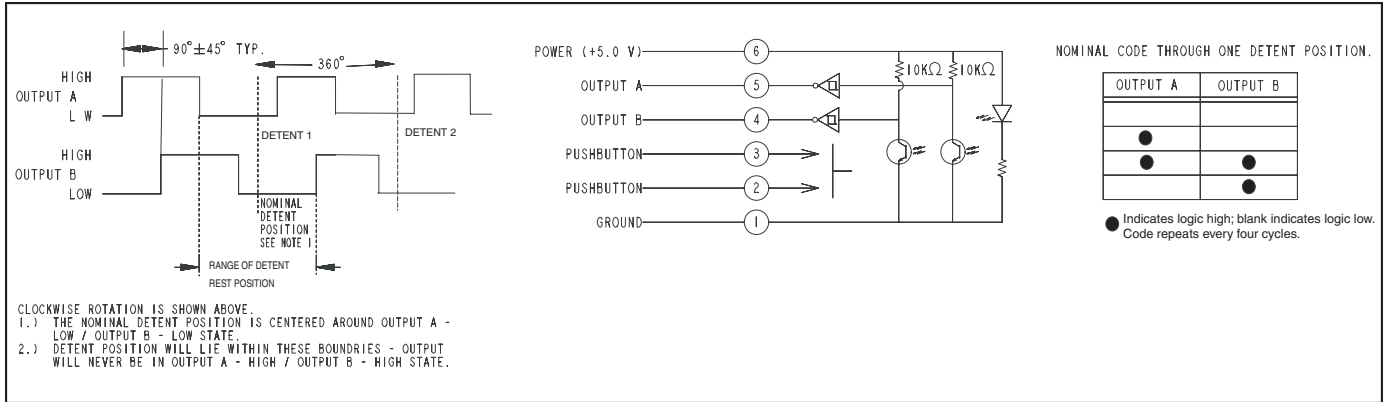 90°±45° TYP.
360°
HIGH
OUTPUT A
L W
DETENT 1
DETENT 2
HIGH
OUTPUT B
LOW
NOMINAL
DETENT
POSITION
SEE NOTE 1
RANGE OF DETENT
REST POSITION
CLOCKWISE ROTATION IS SHOWN ABOVE.
1.) THE NOMINAL DETENT POSITION IS CENTERED AROUND OUTPUT A -
LOW / OUTPUT B - LOW STATE.
2.) DETENT POSITION WILL LIE WITHIN THESE BOUNDRIES - OUTPUT
WILL NEVER BE IN OUTPUT A - HIGH / OUTPUT B - HIGH STATE.
POWER (+5.0 V) 6
10KΩ 10KΩ
OUTPUT A 5
OUTPUT B 4
PUSHBUTTON 3
PUSHBUTTON 2
GROUND 1
NOMINAL CODE THROUGH ONE DETENT POSITION.
OUTPUT A OUTPUT B
Indicates logic high; blank indicates logic low.
Code repeats every four cycles.